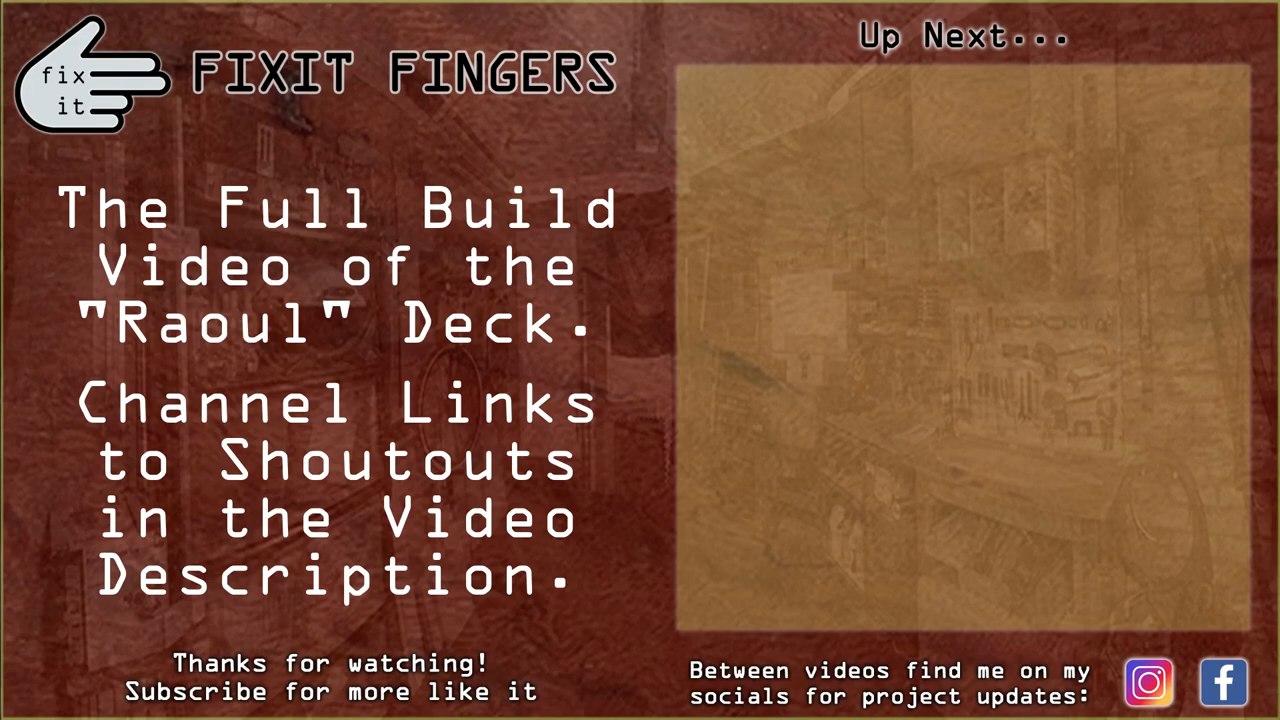 fix
it
FIXIT FINGERS
The Full Build
Video of the
"Raoul" Deck.
Channel Links
to Shoutouts
in the Video
Description.
Thanks for watching!
Subscribe for more like it
Up Next...
Between videos find me on my
socials for project updates: